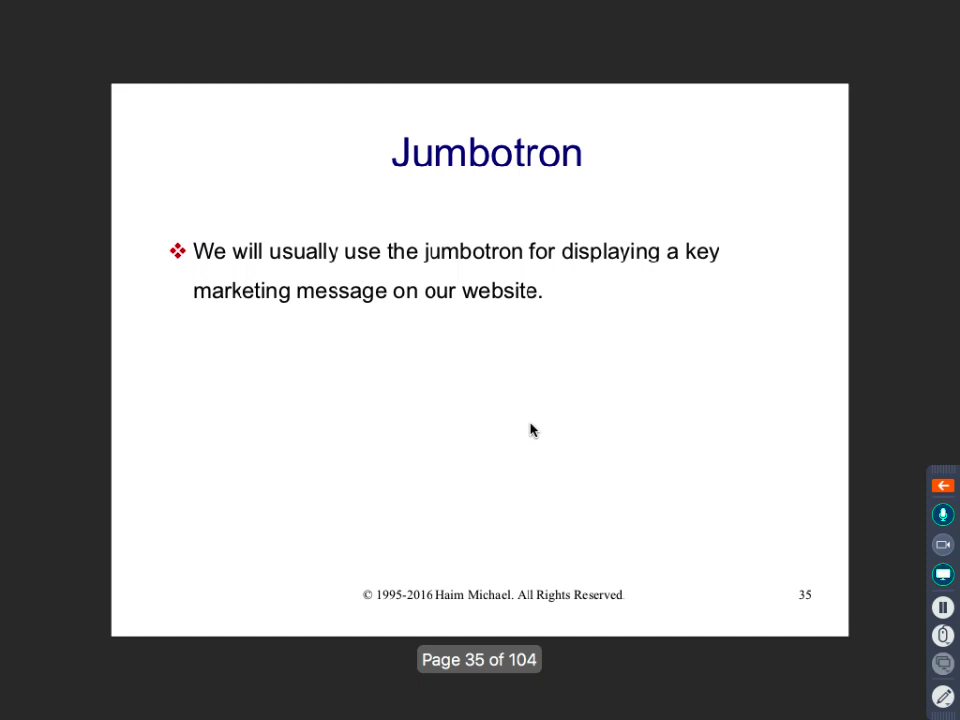 Jumbotron
We will usually use the jumbotron for displaying a key
marketing message on our website.
© 1995-2016 Haim Michael. All Rights Reserved.
35
Page 35 of 104